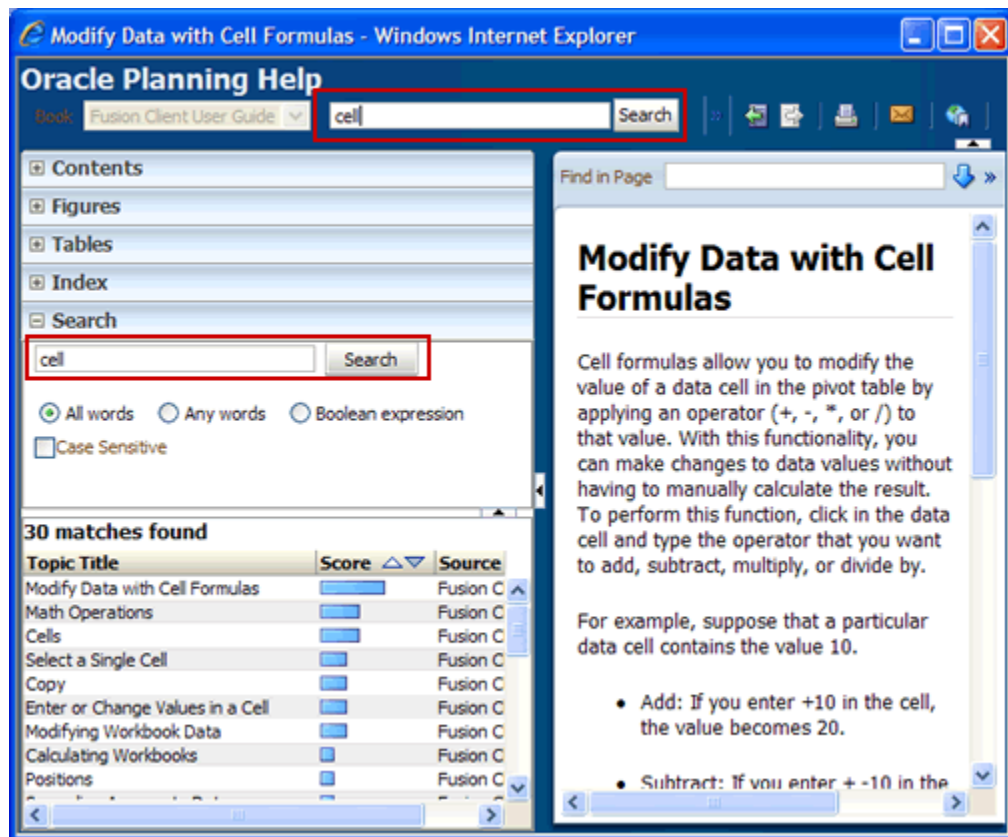 Modify Data with Cell Formulas - Windows Internet Explorer
Oracle Planning Help
Book Fusion Client User Guide cell Search »
Contents
Figures
Tables
Index
Search
cell Search
All words Any words Boolean expression
Case Sensitive
30 matches found
Topic Title Score Source
Modify Data with Cell Formulas Fusion C
Math Operations Fusion C
Cells Fusion C
Select a Single Cell Fusion C
Copy Fusion C
Enter or Change Values in a Cell Fusion C
Modifying Workbook Data Fusion C
Calculating Workbooks Fusion C
Positions Fusion C
Find in Page »
Modify Data with Cell
Formulas
Cell formulas allow you to modify the
value of a data cell in the pivot table by
applying an operator (+, -, *, or /) to
that value. With this functionality, you
can make changes to data values without
having to manually calculate the result.
To perform this function, click in the data
cell and type the operator that you want
to add, subtract, multiply, or divide by.
For example, suppose that a particular
data cell contains the value 10.
• Add: If you enter +10 in the cell,
the value becomes 20.
• Subtract: If you enter + -10 in the